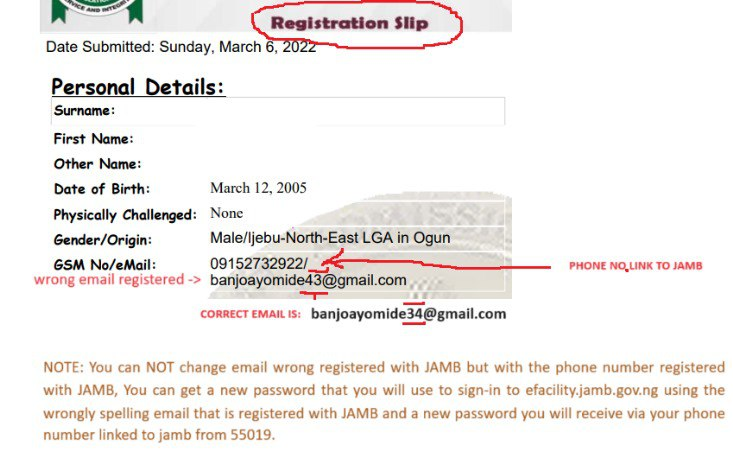 SERVICE AND INTEGRITY
Registration Slip
Date Submitted: Sunday, March 6, 2022
Personal Details:
Surname:
First Name:
Other Name:
Date of Birth: March 12, 2005
Physically Challenged: None
Gender/Origin: Male/Ijebu-North-East LGA in Ogun
GSM No/eMail: 09152732922/ PHONE NO,LINK TO JAMB
wrong email registered -> banjoayomide43@gmail.com
CORRECT EMAIL IS: banjoayomide34@gmail.com
NOTE: You can NOT change email wrong registered with JAMB but with the phone number registered
with JAMB, You can get a new password that you will use to sign-in to efacility.jamb.gov.ng using the
wrongly spelling email that is registered with JAMB and a new password you will receive via your phone
number linked to jamb from 55019.